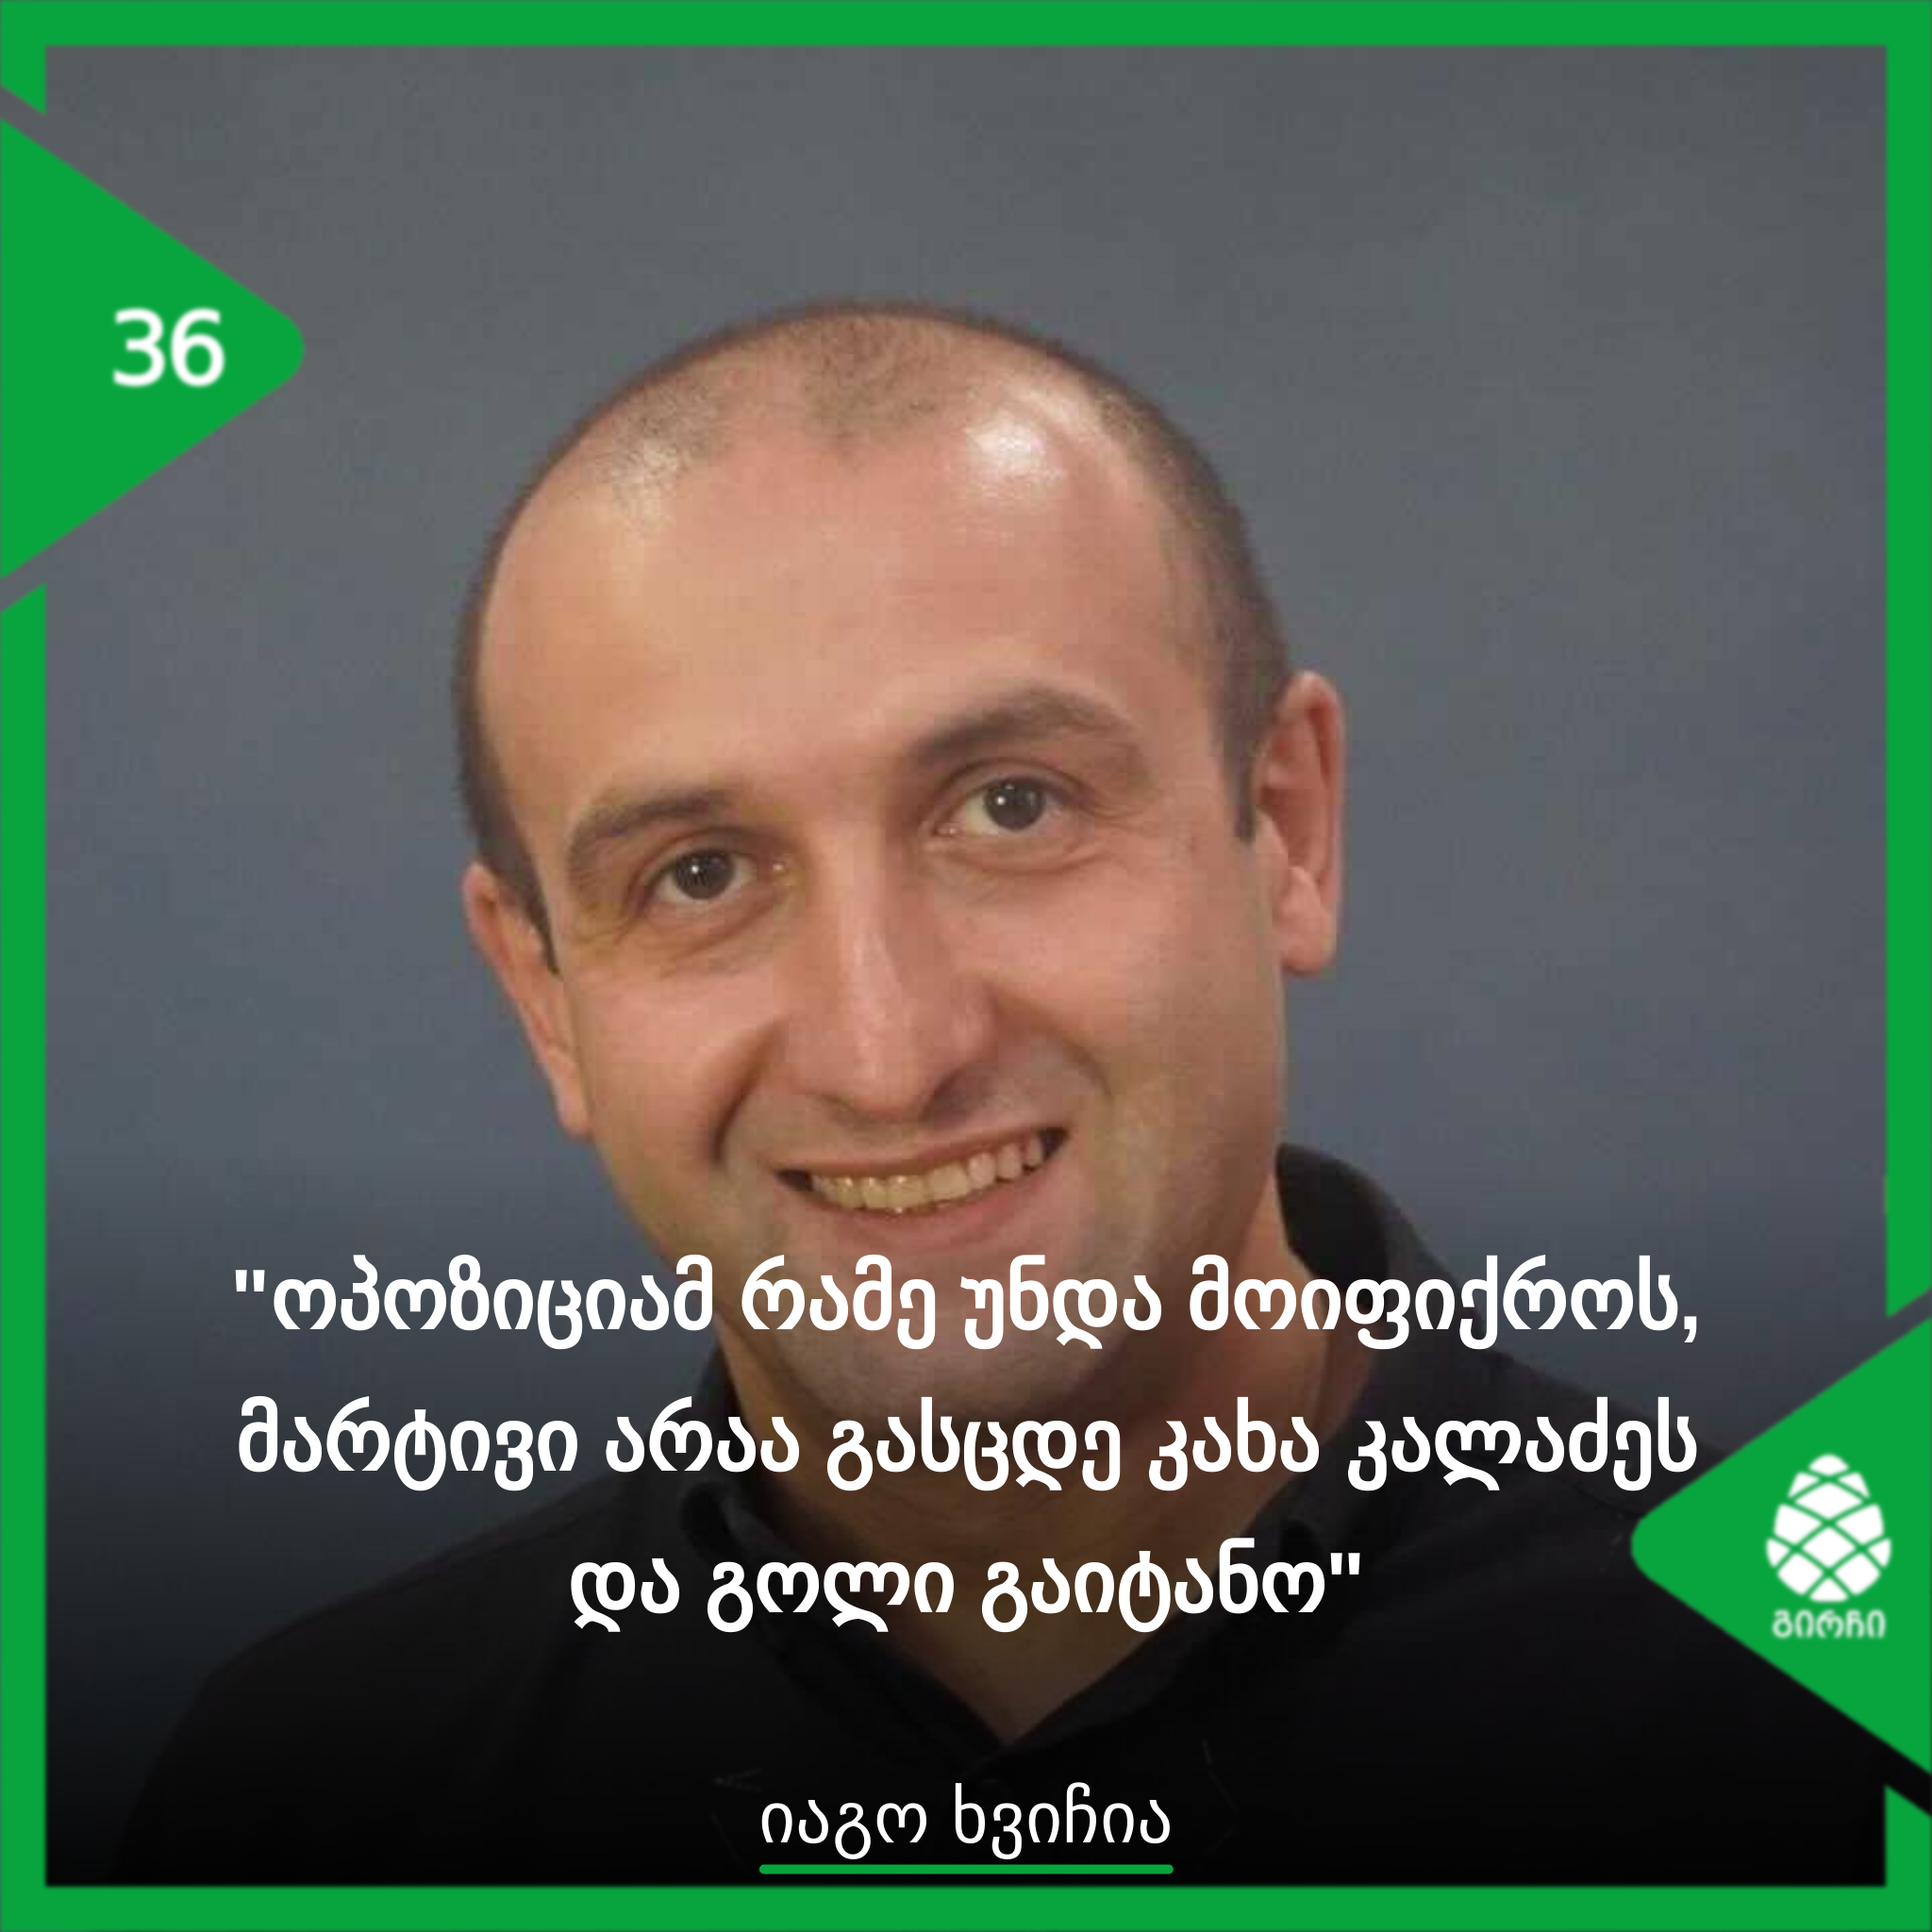 36
"ოპოზიციამ რამე უნდა მოიფიქროს,
მარტივი არაა გასცდე კახა კალაძეს
და გოლი გაიტანო"
გირჩი
იაგო ხვიჩია